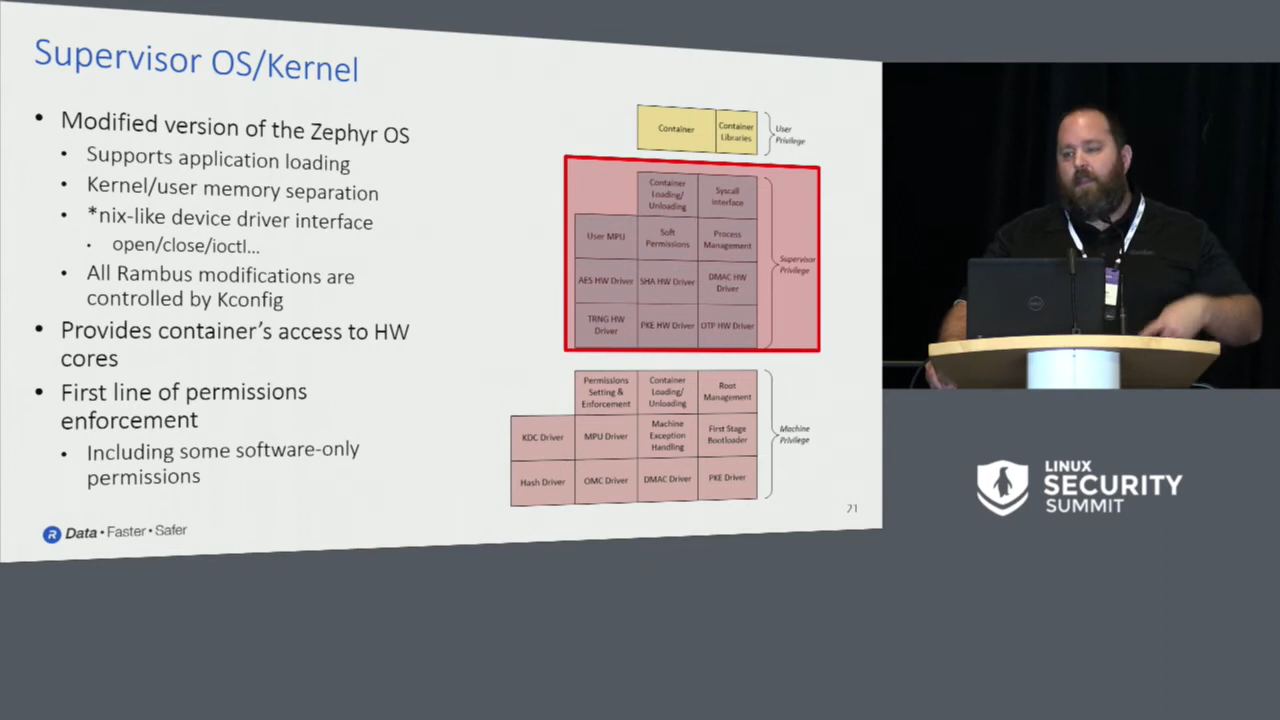 Supervisor OS/Kernel
• Modified version of the Zephyr OS
• Supports application loading
• Kernel/user memory separation
• *nix-like device driver interface
• open/close/ioctl...
• All Rambus modifications are
controlled by Kconfig
• Provides container's access to HW
cores
• First line of permissions
enforcement
• Including some software-only
permissions
Container
Container
Libraries
User
Privilege
Container
Loading/
Unloading
Syscall
Interface
User MPU
Soft
Permissions
Process
Management
AES HW Driver
SHA HW Driver
DMAC HW
Driver
TRNG HW
Driver
PKE HW Driver
OTP HW Driver
Supervisor
Privilege
Permissions
Setting &
Enforcement
Container
Loading/
Unloading
Root
Management
KDC Driver
MPU Driver
Machine
Exception
Handling
First Stage
Bootloader
Hash Driver
OMC Driver
DMAC Driver
PKE Driver
Machine
Privilege
21
R Data • Faster • Safer
DELL
LINUX
SECURITY
SUMMIT